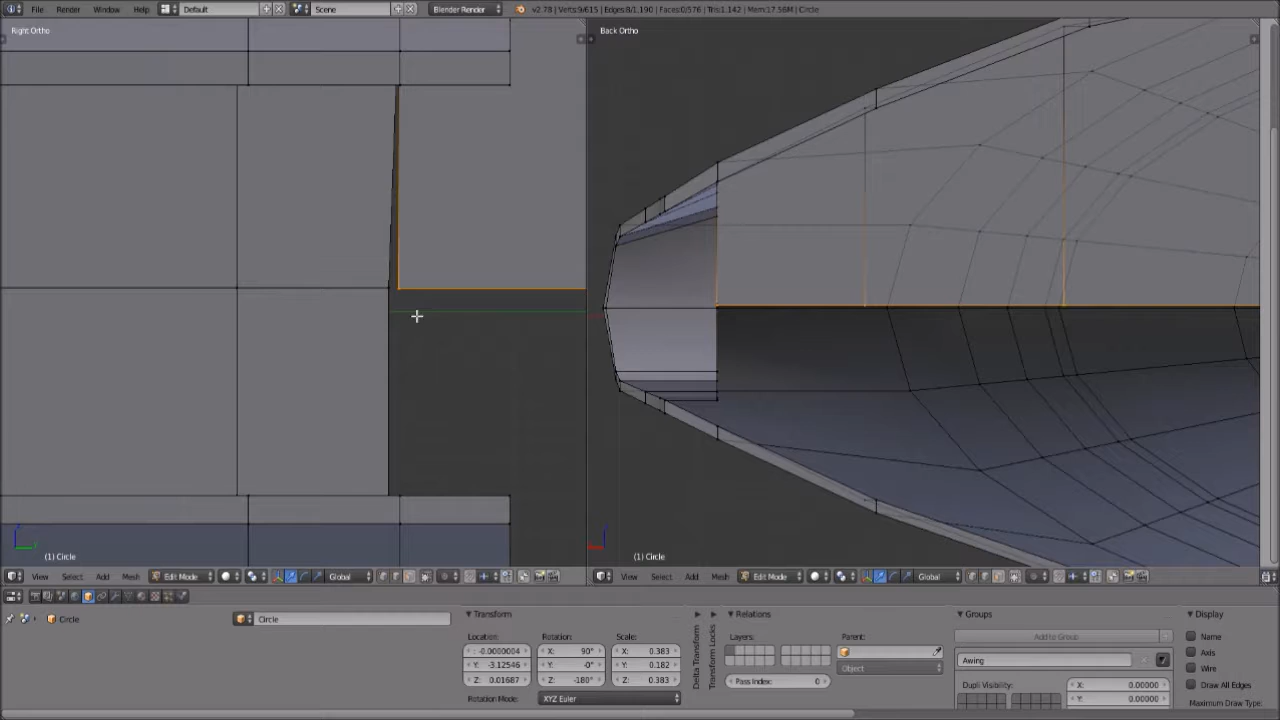 File Render Window Help Default Scene Blender Render v2.78 | Verts:9/615 | Edges:8/1,190 | Faces:0/576 | Tris:1,142 | Mem:17.56M | Circle
Right Ortho
Back Ortho
(1) Circle
(1) Circle
View Select Add Mesh Edit Mode Global
View Select Add Mesh Edit Mode Global
Circle
Circle
Transform
Location: Rotation: Scale:
-0.0000004 X: 90° X: 0.383
Y: -3.12546 Y: -0° Y: 0.182
Z: 0.01687 Z: -180° Z: 0.383
Rotation Mode: XYZ Euler
Delta Transform
Transform Locks
Relations
Layers: Parent:
Object
Pass Index: 0
Groups
Add to Group
Awing
Dupli Visibility: X: 0.00000
Y: 0.00000
Display
Name
Axis
Wire
Draw All Edges
Maximum Draw Type: